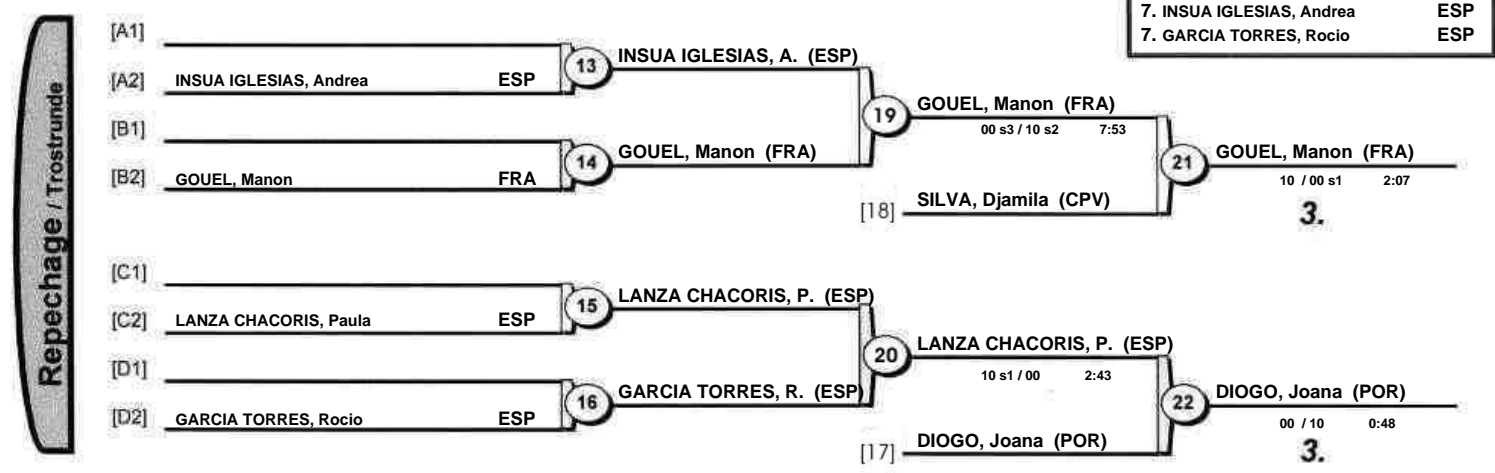 7. INSUA IGLESIAS, Andrea ESP
7. GARCIA TORRES, Rocio ESP
Repechage / Trostrunde
[A1]
INSUA IGLESIAS, A. (ESP)
13
[A2] INSUA IGLESIAS, Andrea ESP
GOUEL, Manon (FRA)
19
00 s3 / 10 s2 7:53
[B1]
GOUEL, Manon (FRA)
14
[B2] GOUEL, Manon FRA
21
GOUEL, Manon (FRA)
10 / 00 s1 2:07
[18] SILVA, Djamila (CPV)
3.
[C1]
LANZA CHACORIS, P. (ESP)
15
[C2] LANZA CHACORIS, Paula ESP
LANZA CHACORIS, P. (ESP)
20
10 s1 / 00 2:43
[D1]
GARCIA TORRES, R. (ESP)
16
[D2] GARCIA TORRES, Rocio ESP
22
DIOGO, Joana (POR)
00 / 10 0:48
[17] DIOGO, Joana (POR)
3.